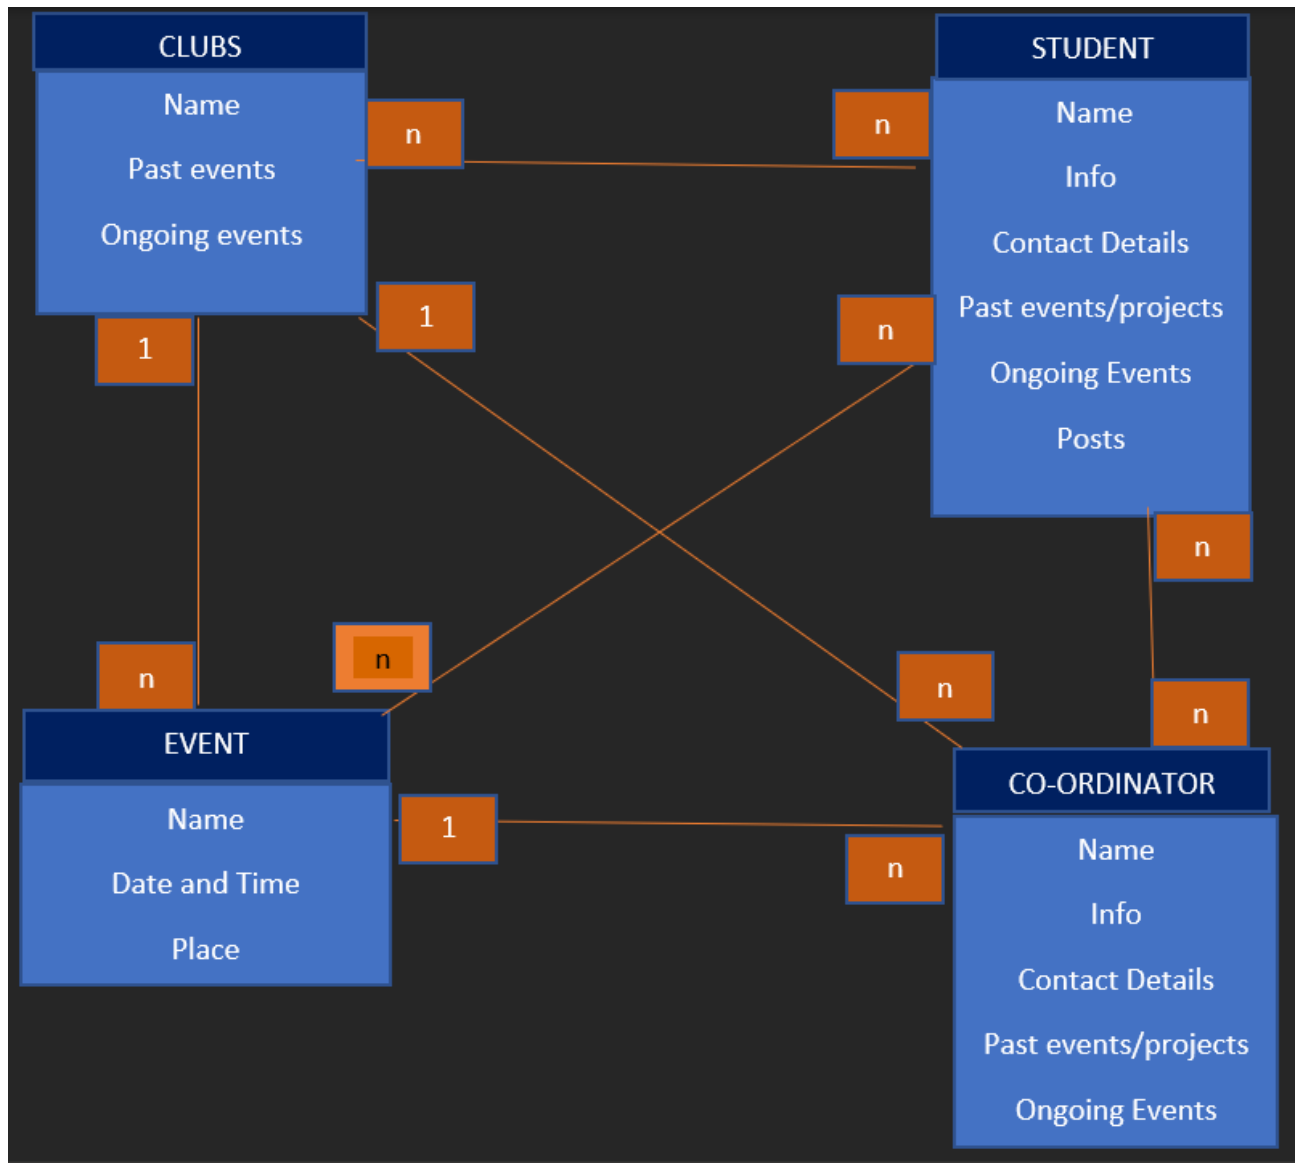 CLUBS
Name
Past events
Ongoing events
n
1
1
STUDENT
Name
Info
Contact Details
Past events/projects
Ongoing Events
Posts
n
n
n
n
n
EVENT
Name
Date and Time
Place
1
n
n
n
CO-ORDINATOR
Name
Info
Contact Details
Past events/projects
Ongoing Events